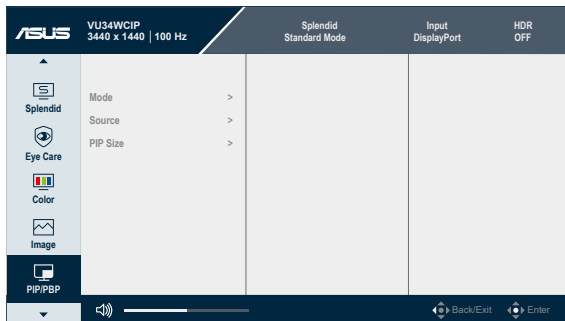 ASUS
VU34WCIP
3440 x 1440 | 100 Hz
Splendid
Standard Mode
Input
DisplayPort
HDR
OFF
Splendid
Eye Care
Color
Image
PIP/PBP
Mode >
Source >
PIP Size >
Back/Exit
Enter